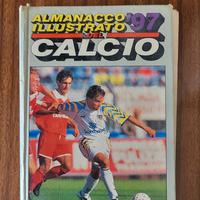 ALMANACCO
ILLUSTRATO '97
DEL
CALCIO